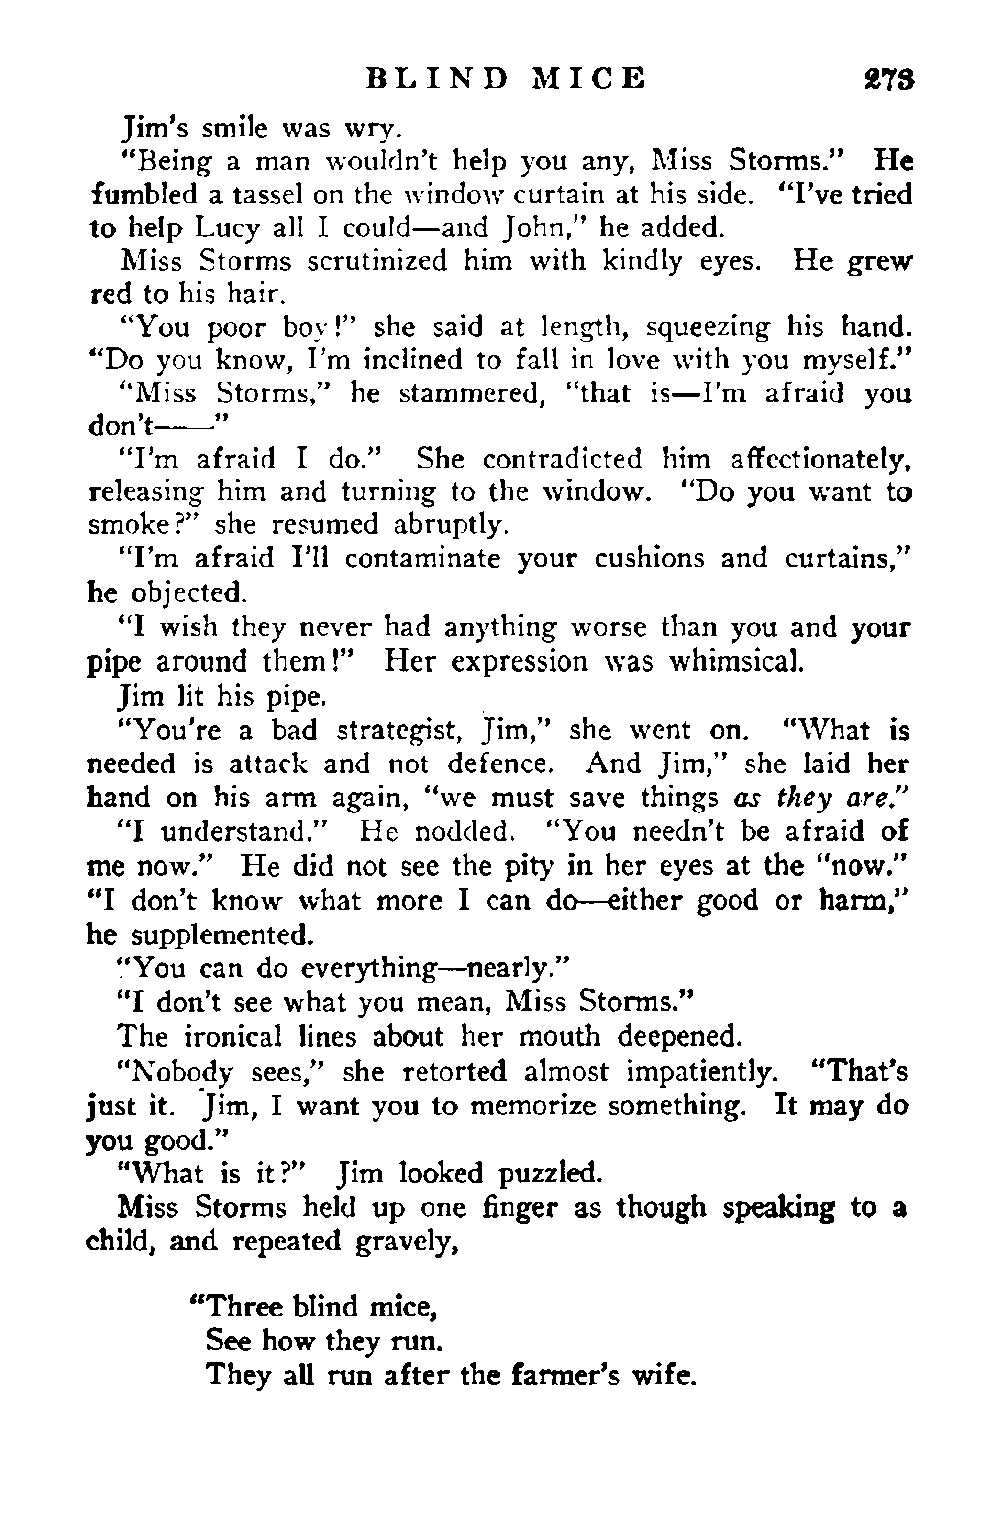 BLIND MICE 273
Jim's smile was wry.
“Being a man wouldn't help you any, Miss Storms.” He
fumbled a tassel on the window curtain at his side. “I've tried
to help Lucy all I could—and John,” he added.
Miss Storms scrutinized him with kindly eyes. He grew
red to his hair.
“You poor boy!” she said at length, squeezing his hand.
“Do you know, I'm inclined to fall in love with you myself.”
“Miss Storms,” he stammered, “that is—I'm afraid you
don't——”
“I'm afraid I do.” She contradicted him affectionately,
releasing him and turning to the window. “Do you want to
smoke?” she resumed abruptly.
“I'm afraid I'll contaminate your cushions and curtains,”
he objected.
“I wish they never had anything worse than you and your
pipe around them!” Her expression was whimsical.
Jim lit his pipe.
“You're a bad strategist, Jim,” she went on. “What is
needed is attack and not defence. And Jim,” she laid her
hand on his arm again, “we must save things as they are.”
“I understand.” He nodded. “You needn't be afraid of
me now.” He did not see the pity in her eyes at the “now.”
“I don't know what more I can do—either good or harm,”
he supplemented.
“You can do everything—nearly.”
“I don't see what you mean, Miss Storms.”
The ironical lines about her mouth deepened.
“Nobody sees,” she retorted almost impatiently. “That's
just it. Jim, I want you to memorize something. It may do
you good.”
“What is it?” Jim looked puzzled.
Miss Storms held up one finger as though speaking to a
child, and repeated gravely,
“Three blind mice,
See how they run.
They all run after the farmer's wife.